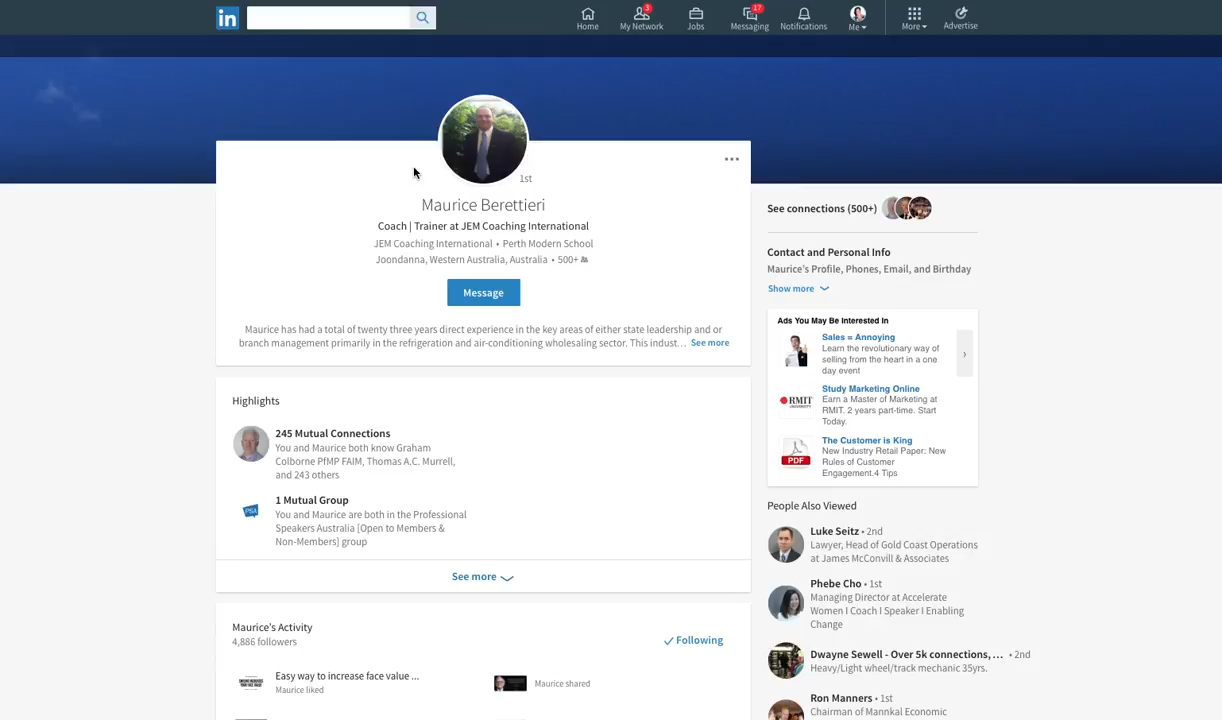 in
3
17
Home
My Network
Jobs
Messaging
Notifications
Me
More
Advertise
1st
Maurice Berettieri
Coach | Trainer at JEM Coaching International
JEM Coaching International • Perth Modern School
Joondanna, Western Australia, Australia • 500+
Message
Maurice has had a total of twenty three years direct experience in the key areas of either state leadership and or
branch management primarily in the refrigeration and air-conditioning wholesaling sector. This indust... See more
Highlights
245 Mutual Connections
You and Maurice both know Graham
Colborne PfMP FAIM, Thomas A.C. Murrell,
and 243 others
PSA
1 Mutual Group
You and Maurice are both in the Professional
Speakers Australia [Open to Members &
Non-Members] group
See more
Maurice's Activity
4,886 followers
Following
Easy way to increase face value ...
Maurice liked
Maurice shared
See connections (500+)
Contact and Personal Info
Maurice's Profile, Phones, Email, and Birthday
Show more
Ads You May Be Interested In
Sales = Annoying
Learn the revolutionary way of
selling from the heart in a one
day event
RMIT
UNIVERSITY
Study Marketing Online
Earn a Master of Marketing at
RMIT. 2 years part-time. Start
Today.
PDF
The Customer is King
New Industry Retail Paper: New
Rules of Customer
Engagement.4 Tips
People Also Viewed
Luke Seitz • 2nd
Lawyer, Head of Gold Coast Operations
at James McConvill & Associates
Phebe Cho • 1st
Managing Director at Accelerate
Women I Coach I Speaker I Enabling
Change
Dwayne Sewell - Over 5k connections, ... • 2nd
Heavy/Light wheel/track mechanic 35yrs.
Ron Manners • 1st
Chairman of Mannkal Economic